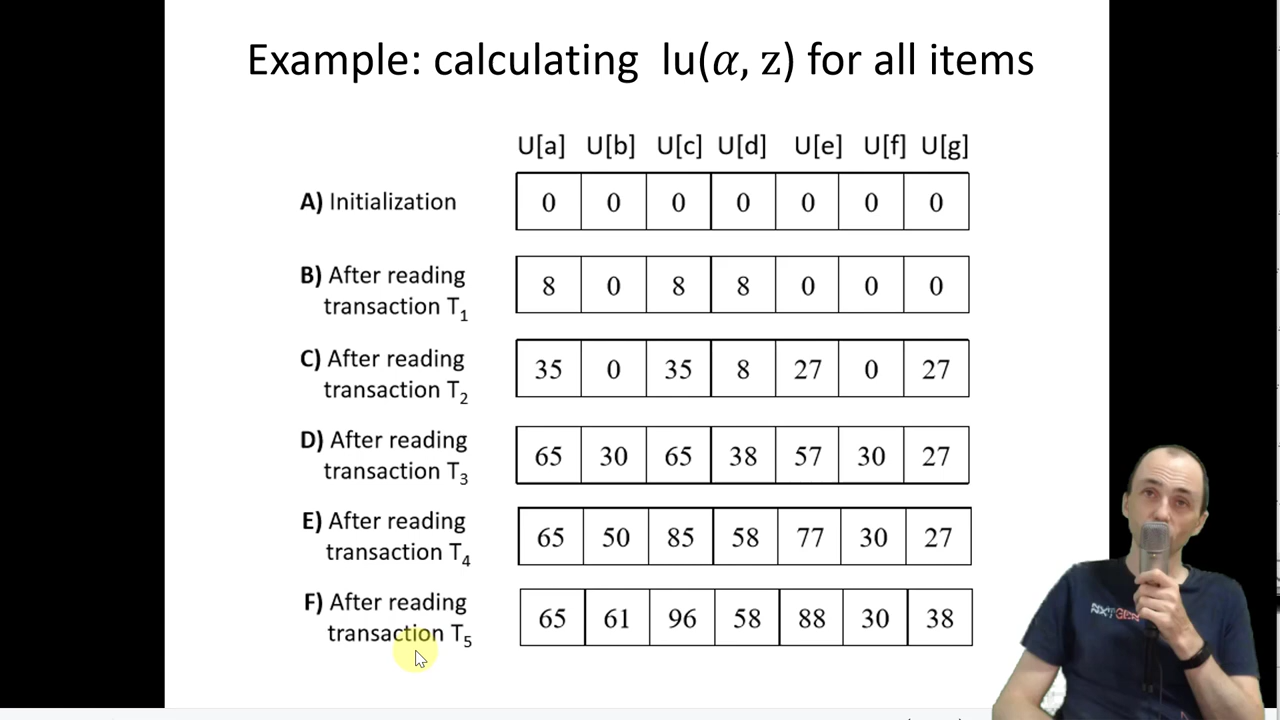 Example: calculating lu(α, z) for all items
U[a] U[b] U[c] U[d] U[e] U[f] U[g]
A) Initialization 0 0 0 0 0 0 0
B) After reading
transaction T1 8 0 8 8 0 0 0
C) After reading
transaction T2 35 0 35 8 27 0 27
D) After reading
transaction T3 65 30 65 38 57 30 27
E) After reading
transaction T4 65 50 85 58 77 30 27
F) After reading
transaction T5 65 61 96 58 88 30 38
NXTGEN